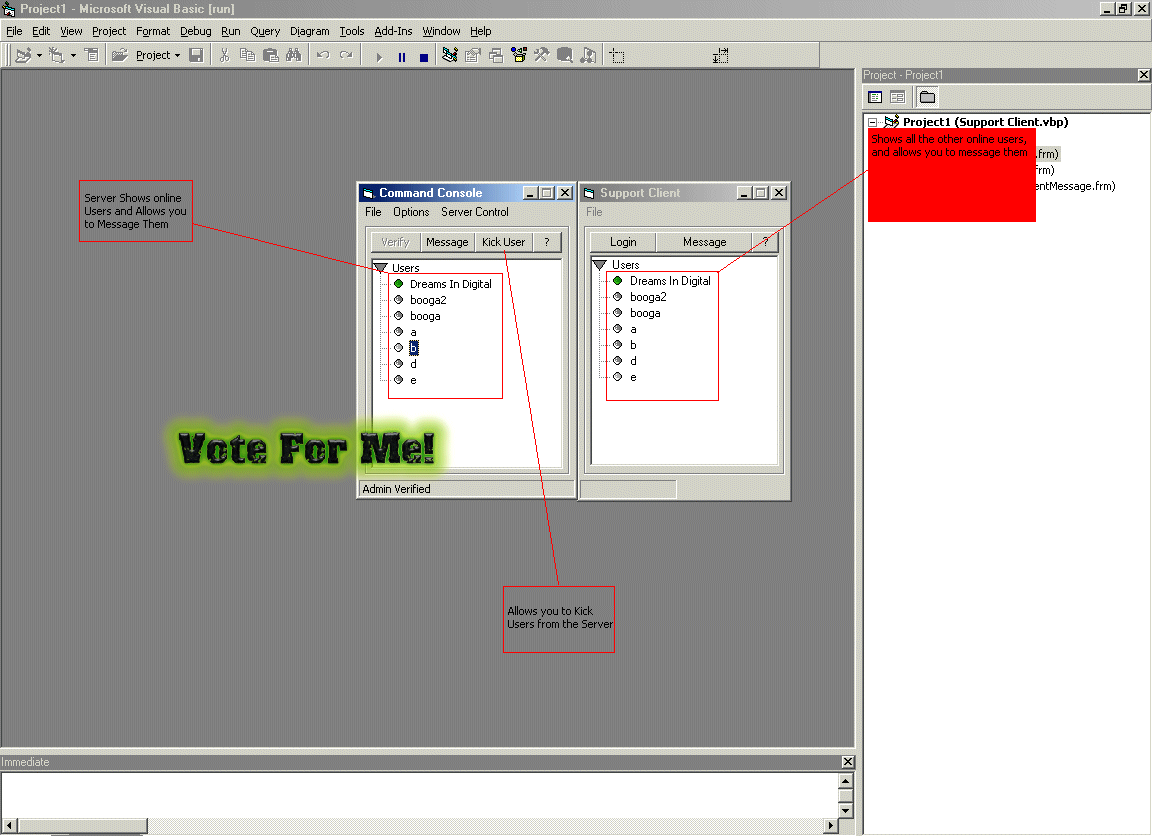 Project1 - Microsoft Visual Basic [run]
File Edit View Project Format Debug Run Query Diagram Tools Add-Ins Window Help
Project
Project - Project1
Project1 (Support Client.vbp)
Shows all the other online users,
and allows you to message them
.frm)
rm)
entMessage.frm)
Server Shows online
Users and Allows you
to Message Them
Command Console
File Options Server Control
Verify Message Kick User ?
Users
Dreams In Digital
booga2
booga
a
b
d
e
Admin Verified
Support Client
File
Login Message ?
Users
Dreams In Digital
booga2
booga
a
b
d
e
Vote For Me!
Allows you to Kick
Users from the Server
Immediate